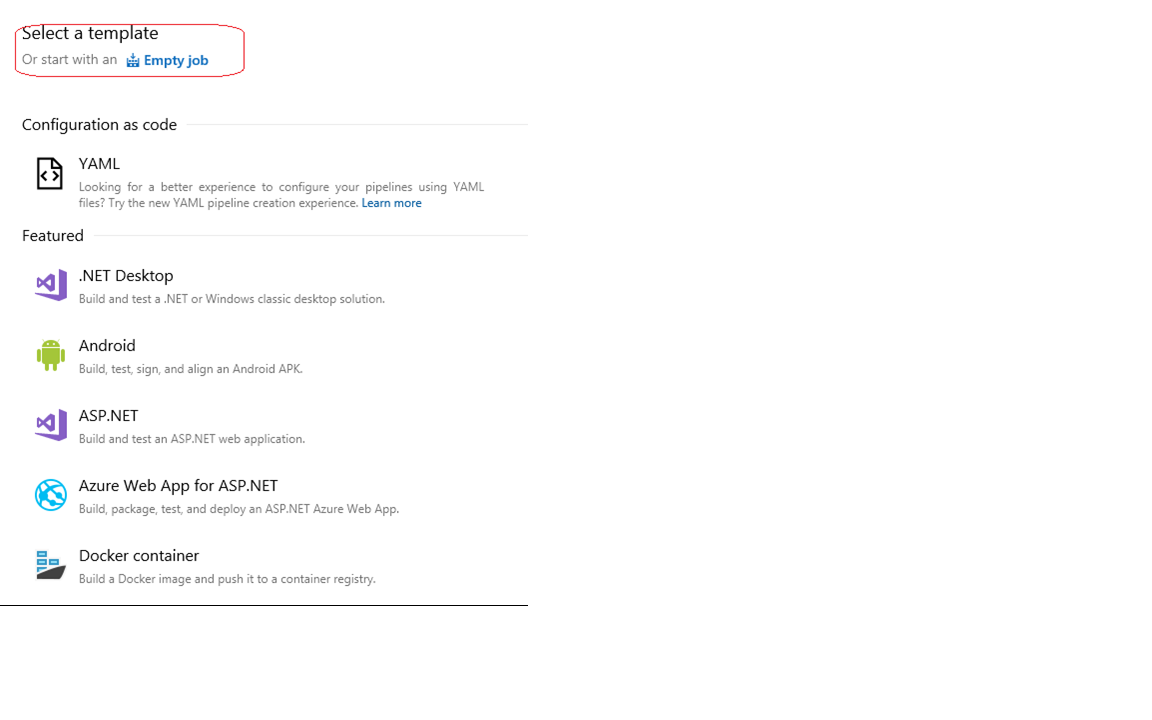 Select a template
Or start with an Empty job
Configuration as code
YAML
Looking for a better experience to configure your pipelines using YAML
files? Try the new YAML pipeline creation experience. Learn more
Featured
.NET Desktop
Build and test a .NET or Windows classic desktop solution.
Android
Build, test, sign, and align an Android APK.
ASP.NET
Build and test an ASP.NET web application.
Azure Web App for ASP.NET
Build, package, test, and deploy an ASP.NET Azure Web App.
Docker container
Build a Docker image and push it to a container registry.